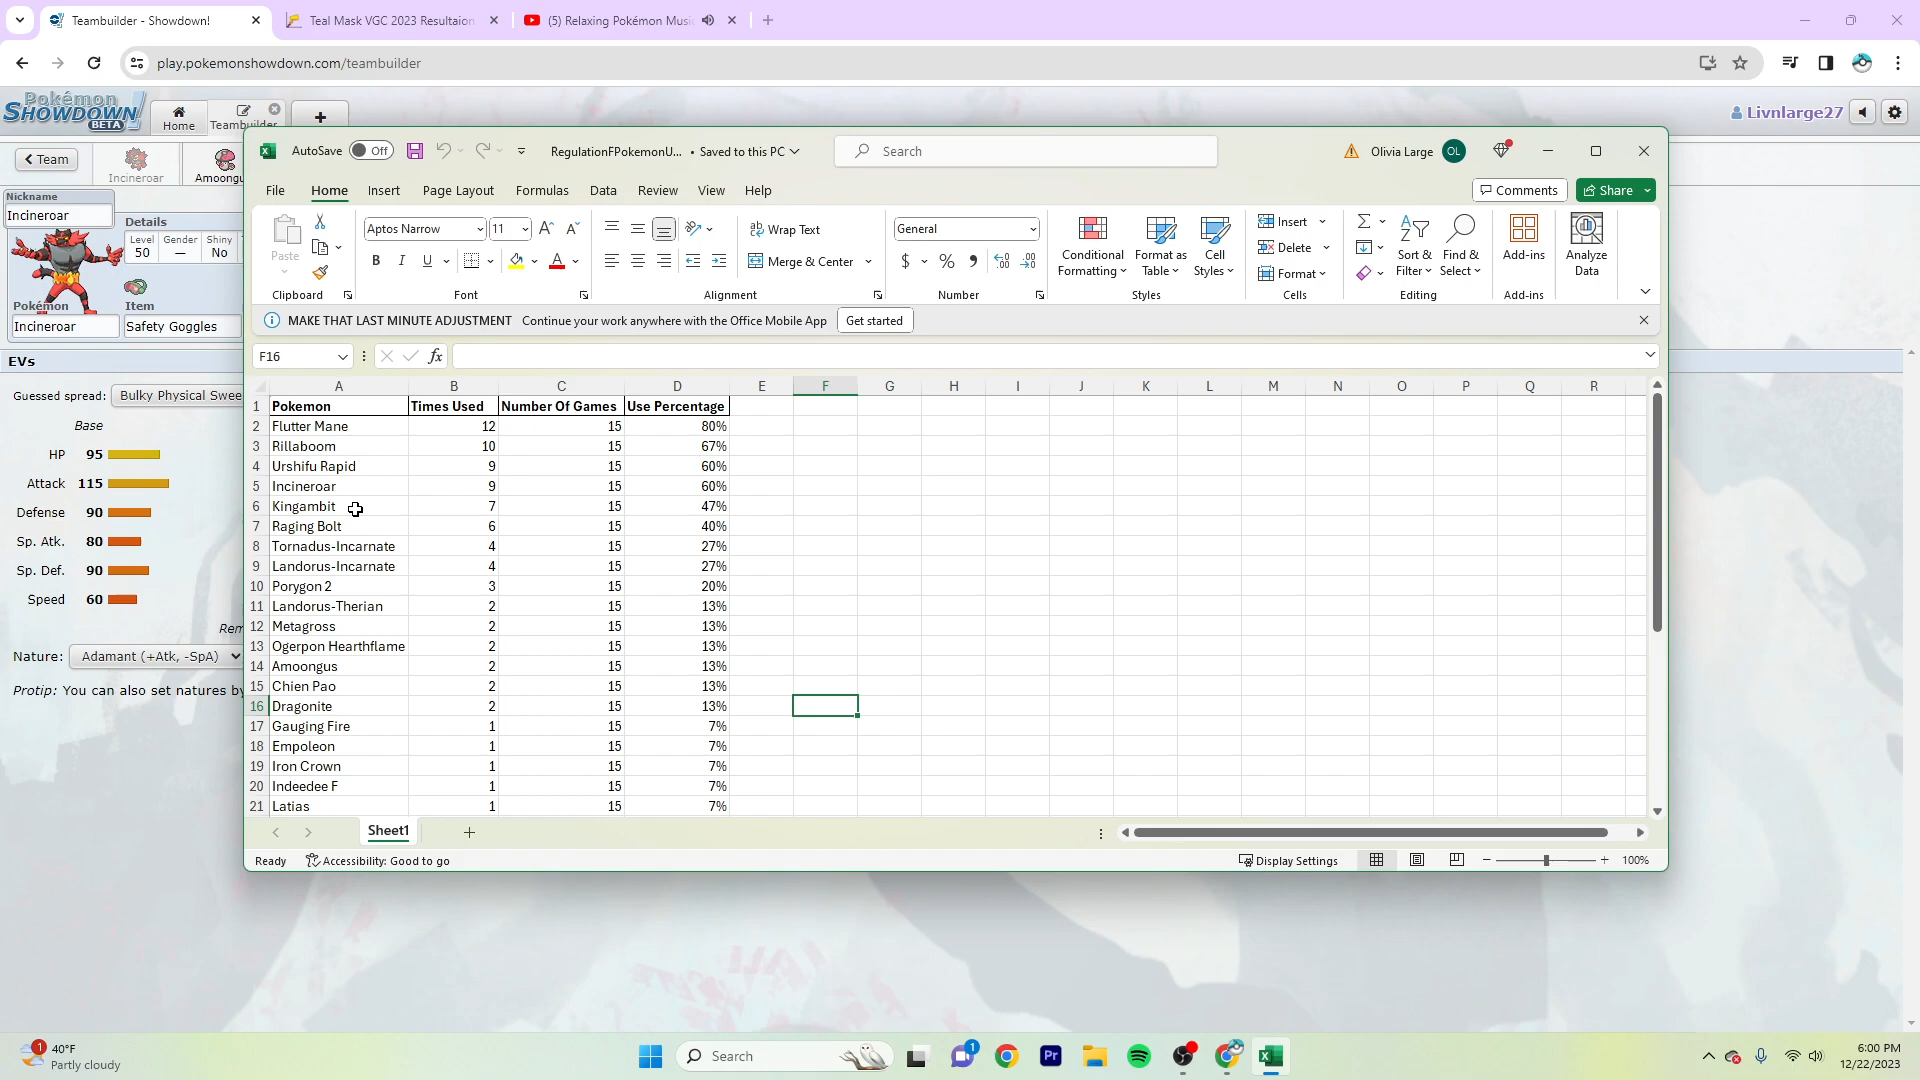 Teambuilder - Showdown!
Teal Mask VGC 2023 Resultaion
(5) Relaxing Pokémon Musi
play.pokemonshowdown.com/teambuilder
Pokémon
SHOWDOWN!
BETA
Home
Teambuilder
Livnlarge27
Team
Incineroar
Amoongu
Nickname
Incineroar
Details
Level
50
Gender
—
Shiny
No
Item
Pokémon
Incineroar
Safety Goggles
EVs
Guessed spread: Bulky Physical Swee
Base
HP 95
Attack 115
Defense 90
Sp. Atk. 80
Sp. Def. 90
Speed 60
Rem
Nature: Adamant (+Atk, -SpA)
Protip: You can also set natures by
AutoSave Off
RegulationFPokemonU... • Saved to this PC
Search
Olivia Large OL
File Home Insert Draw Page Layout Formulas Data Review View Help
Comments
Share
Paste
Clipboard
Aptos Narrow 11
B I U
Font
Wrap Text
Merge & Center
Alignment
General
$ % 9
Number
Conditional Formatting
Format as Table
Cell Styles
Styles
Insert
Delete
Format
Cells
Sort & Filter
Find & Select
Editing
Add-ins
Add-ins
Analyze Data
MAKE THAT LAST MINUTE ADJUSTMENT Continue your work anywhere with the Office Mobile App Get started
F16
fx
A B C D E F G H I J K L M N O P Q R
1 Pokemon Times Used Number Of Games Use Percentage
2 Flutter Mane 12 15 80%
3 Rillaboom 10 15 67%
4 Urshifu Rapid 9 15 60%
5 Incineroar 9 15 60%
6 Kingambit 7 15 47%
7 Raging Bolt 6 15 40%
8 Tornadus-Incarnate 4 15 27%
9 Landorus-Incarnate 4 15 27%
10 Porygon 2 3 15 20%
11 Landorus-Therian 2 15 13%
12 Metagross 2 15 13%
13 Ogerpon Hearthflame 2 15 13%
14 Amoongus 2 15 13%
15 Chien Pao 2 15 13%
16 Dragonite 2 15 13%
17 Gauging Fire 1 15 7%
18 Empoleon 1 15 7%
19 Iron Crown 1 15 7%
20 Indeedee F 1 15 7%
21 Latias 1 15 7%
Sheet1
Ready
Accessibility: Good to go
Display Settings
100%
1
40°F
Partly cloudy
Search
1
Pr
6:00 PM
12/22/2023